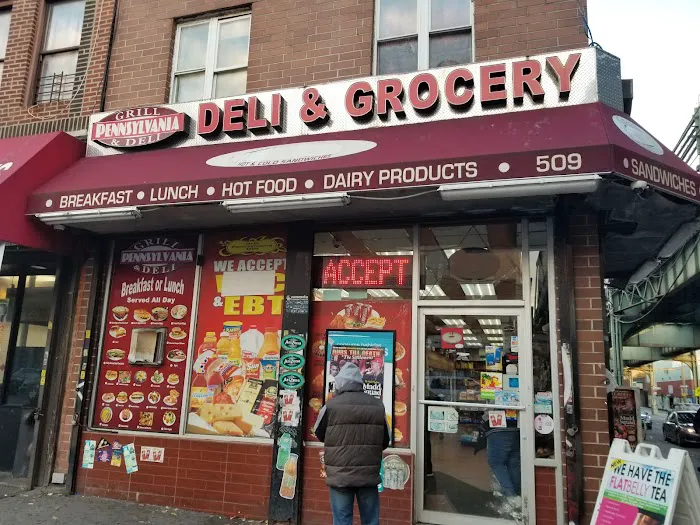 GRILL
PENNSYLVANIA
& DELI
DELI & GROCERY
HOT & COLD SANDWICHES
• BREAKFAST • LUNCH • HOT FOOD • DAIRY PRODUCTS • 509
• SANDWICHES
GRILL
PENNSYLVANIA
& DELI
Breakfast or Lunch
Served All Day
WE ACCEPT
& EBT
ACCEPT
AriZona
WE HAVE THE
FLATBELLY TEA